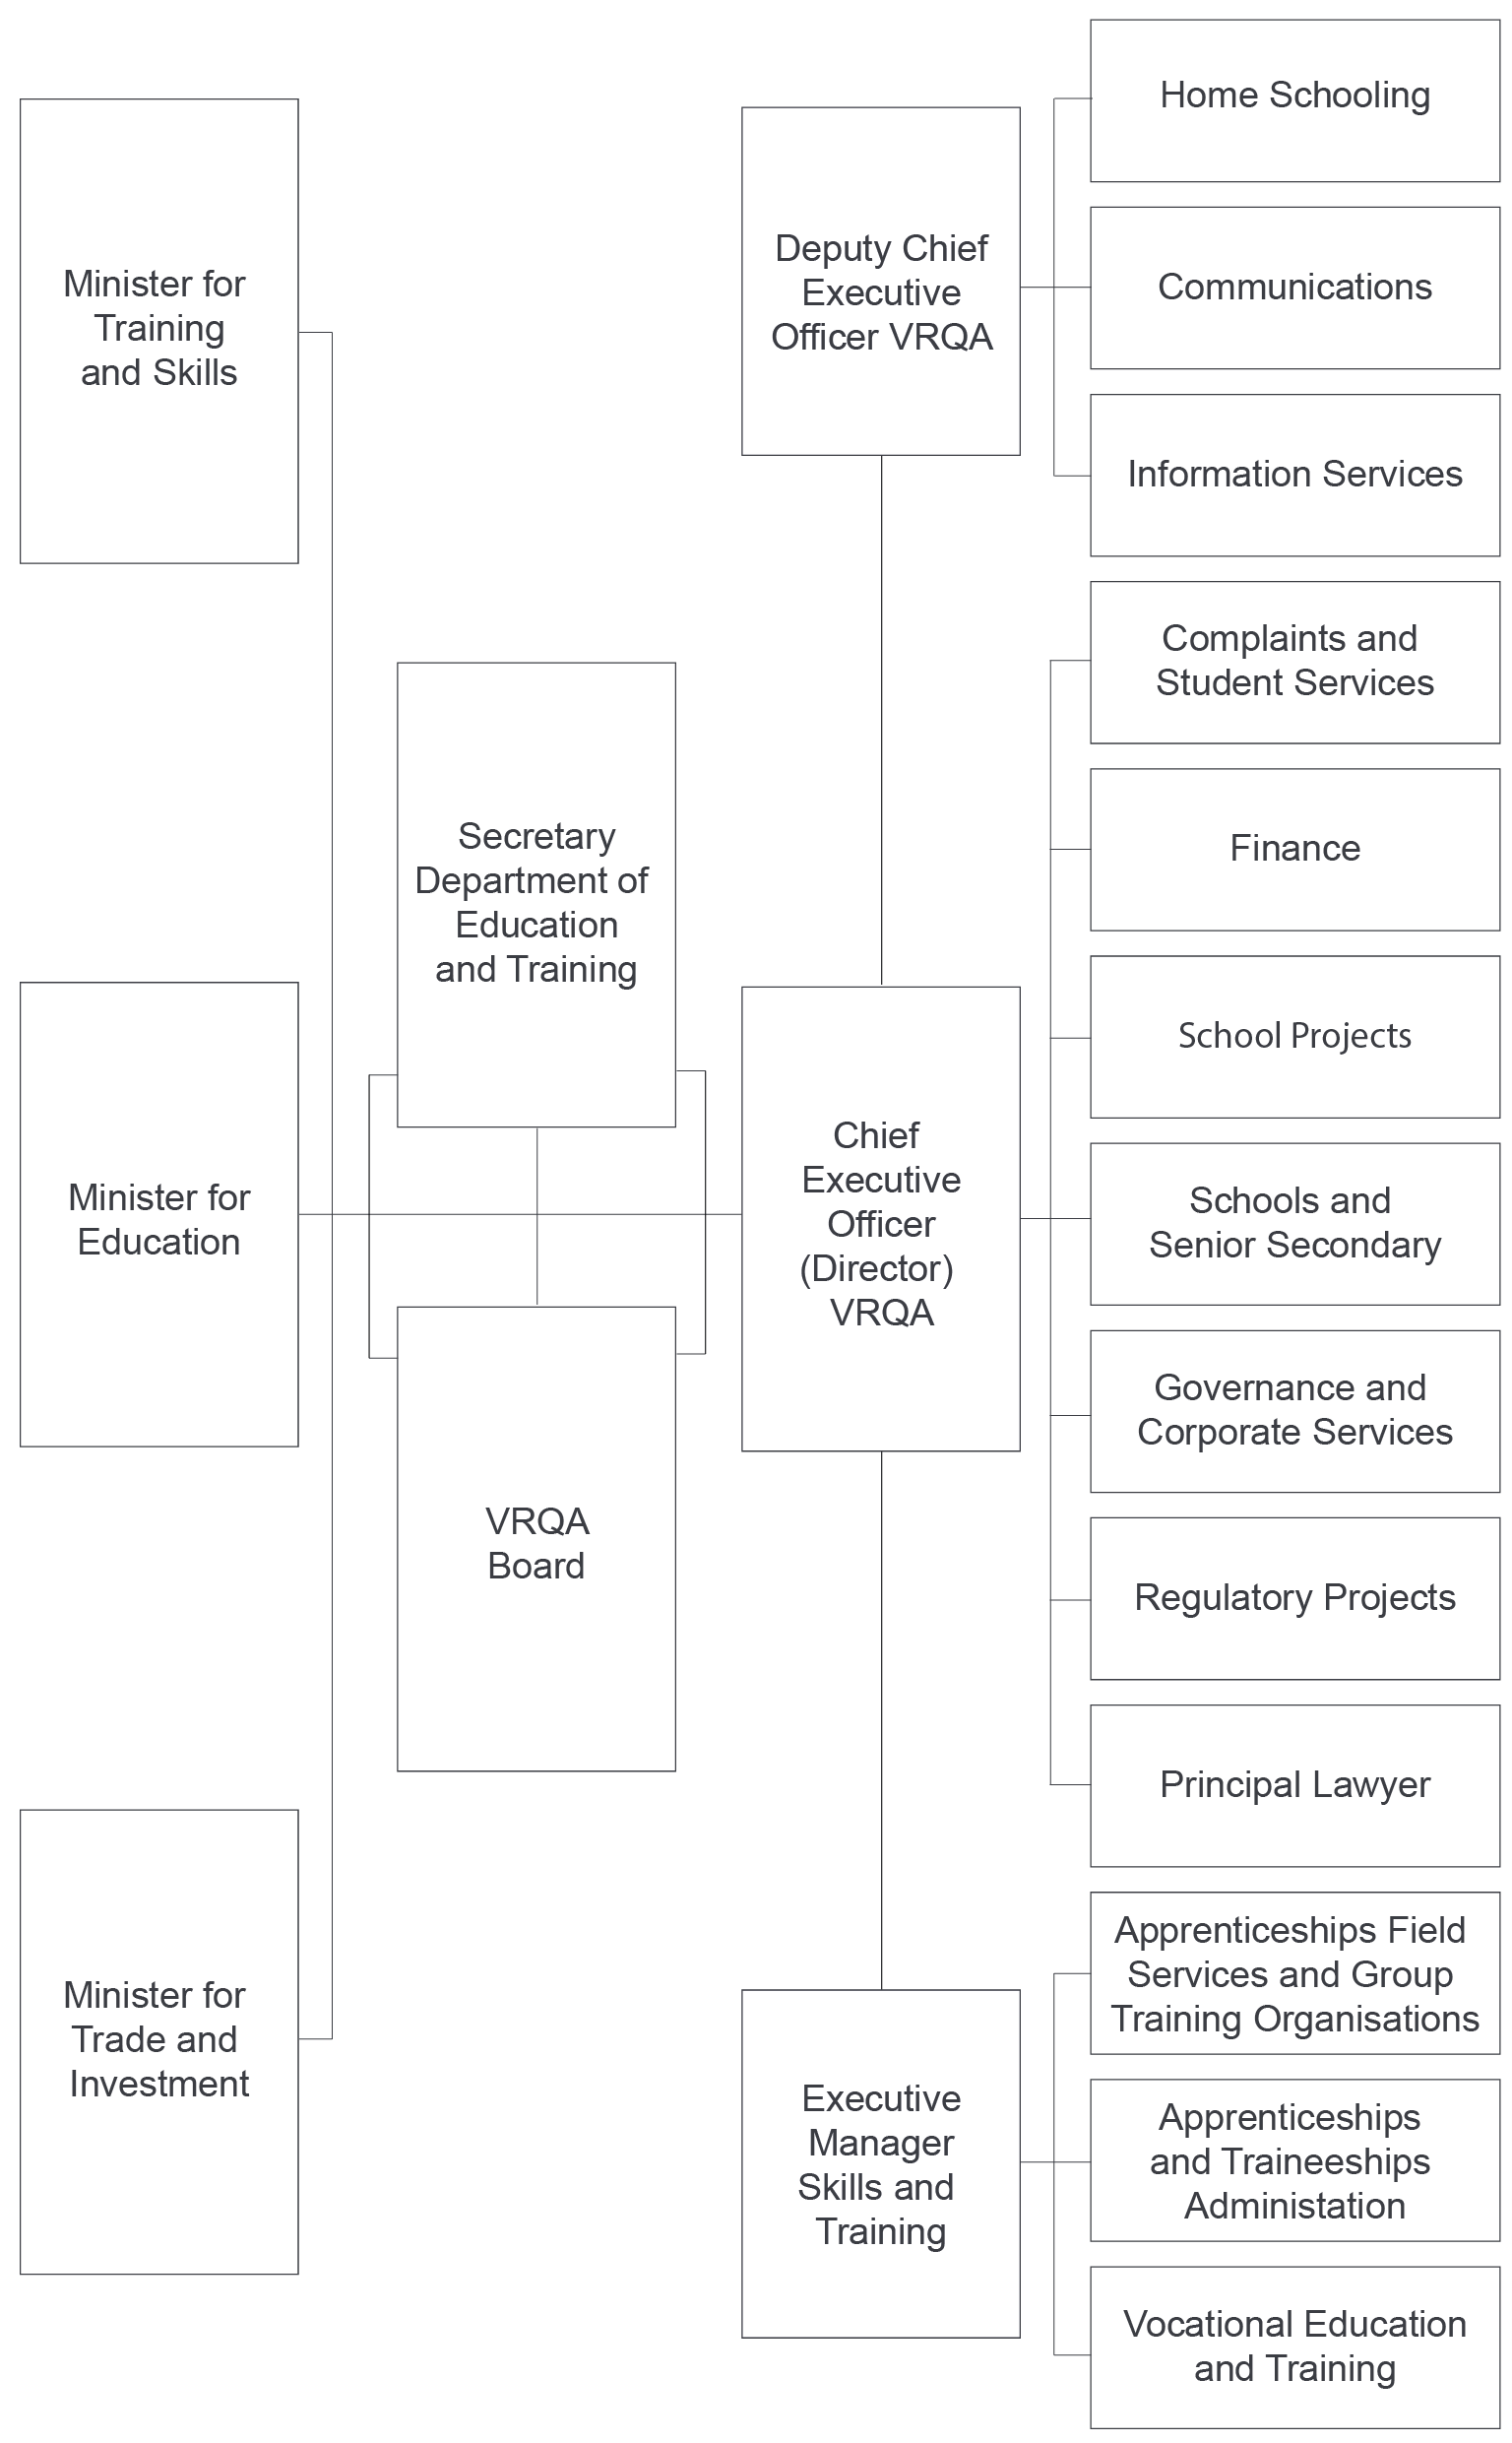 Minister for
Training
and Skills
Minister for
Education
Minister for
Trade and
Investment
Secretary
Department of
Education
and Training
VRQA
Board
Deputy Chief
Executive
Officer VRQA
Chief
Executive
Officer
(Director)
VRQA
Executive
Manager
Skills and
Training
Home Schooling
Communications
Information Services
Complaints and
Student Services
Finance
School Projects
Schools and
Senior Secondary
Governance and
Corporate Services
Regulatory Projects
Principal Lawyer
Apprenticeships Field
Services and Group
Training Organisations
Apprenticeships
and Traineeships
Administation
Vocational Education
and Training